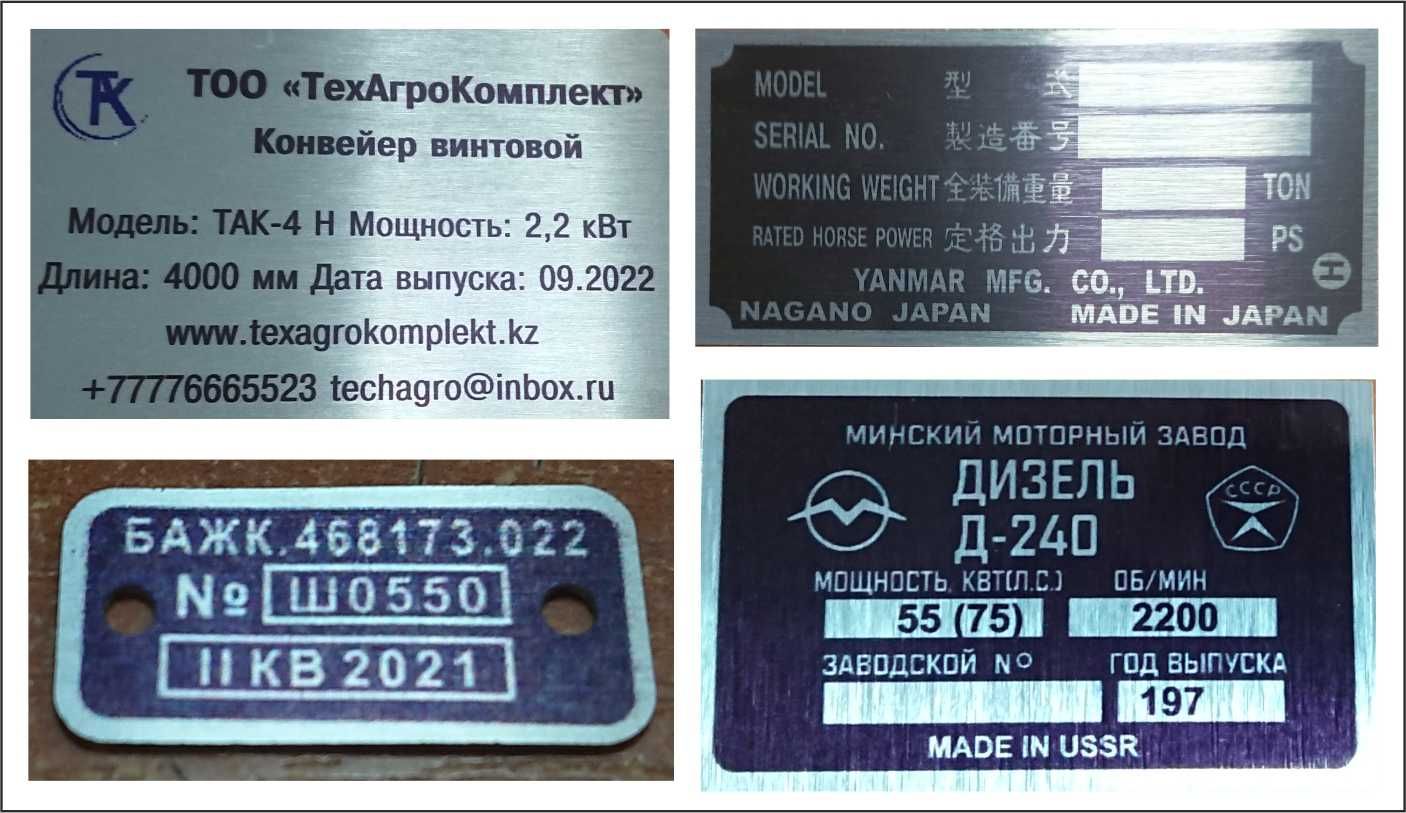 ТАК
ТОО «ТехАгроКомплект»
Конвейер винтовой
Модель: ТАК-4 Н Мощность: 2,2 кВт
Длина: 4000 мм Дата выпуска: 09.2022
www.texagrokomplekt.kz
+77776665523 techagro@inbox.ru
MODEL 型 式
SERIAL NO. 製造番号
WORKING WEIGHT 全装備重量 TON
RATED HORSE POWER 定格出力 PS
YANMAR MFG. CO., LTD. H
NAGANO JAPAN MADE IN JAPAN
БАЖК.468173.022
№ Ш0550
II КВ 2021
МИНСКИЙ МОТОРНЫЙ ЗАВОД
ДИЗЕЛЬ
Д-240
СССР
МОЩНОСТЬ, КВТ(Л.С.) ОБ/МИН
55 (75) 2200
ЗАВОДСКОЙ № ГОД ВЫПУСКА
197
MADE IN USSR